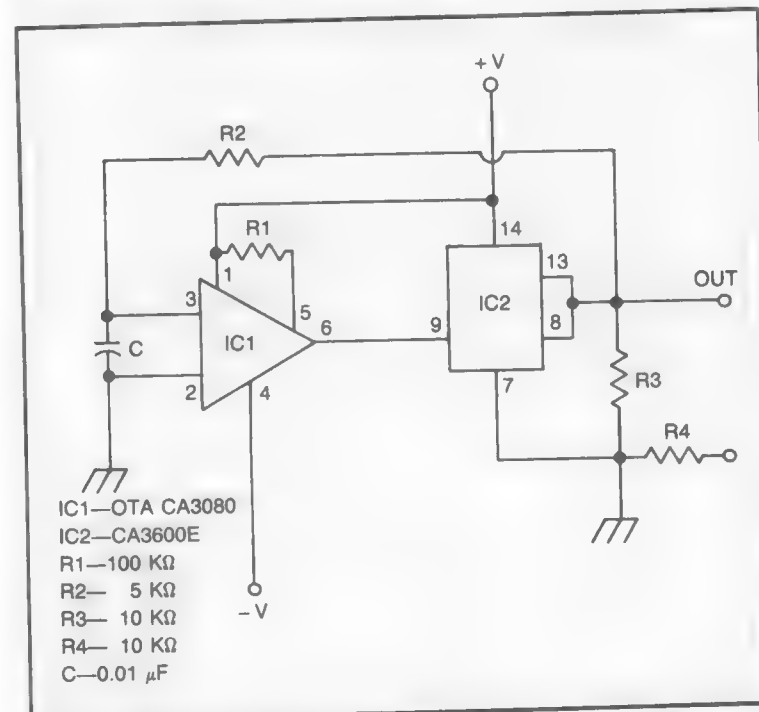 +V
R2
R1
14
13
1
3
5
6
9
IC1
IC2
8
OUT
C
2
4
7
R3
R4
IC1—OTA CA3080
IC2—CA3600E
R1—100 KΩ
R2— 5 KΩ
R3— 10 KΩ
R4— 10 KΩ
C—0.01 μF
−V